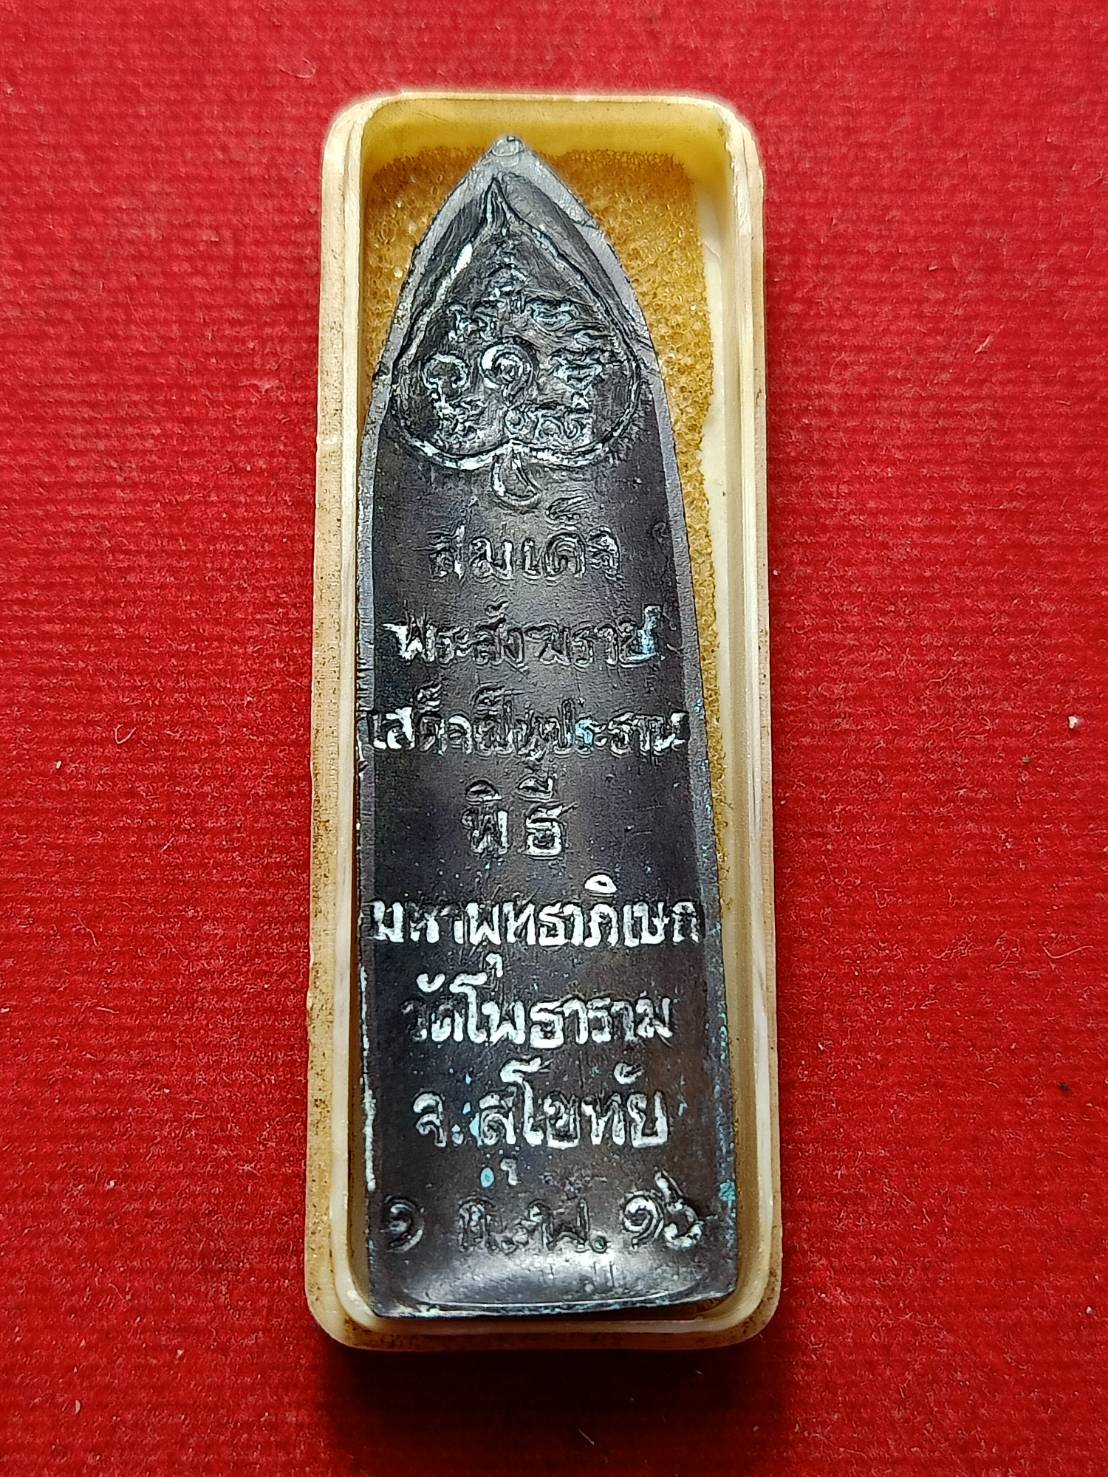 สมเด็จ
พระสังฆราช
เสด็จเป็นประธาน
พิธี
มหาพุทธาภิเษก
วัดโพธาราม
จ.สุโขทัย
๑ ก.พ. ๑๖